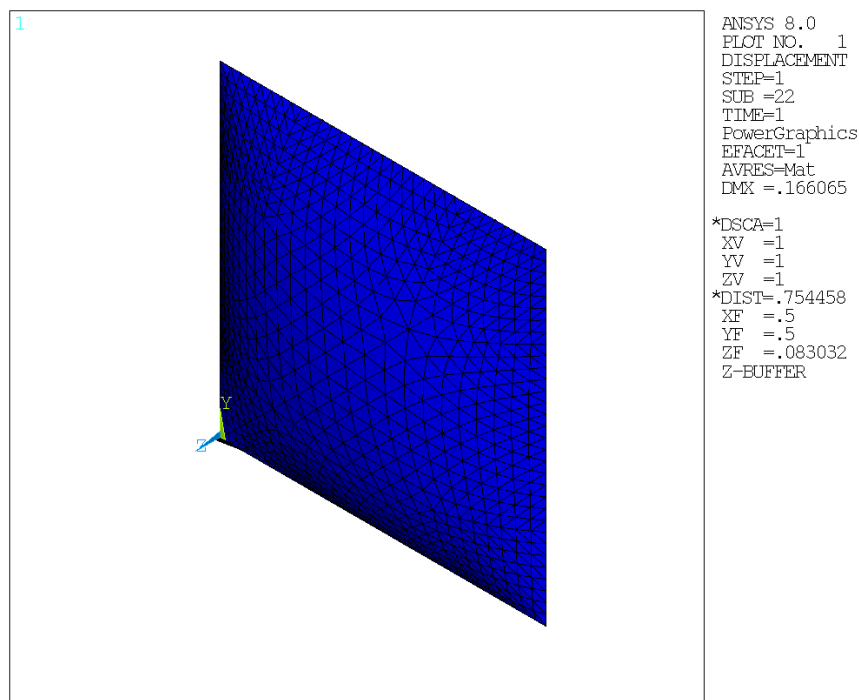 1
ANSYS 8.0
PLOT NO.   1
DISPLACEMENT
STEP=1
SUB =22
TIME=1
PowerGraphics
EFACET=1
AVRES=Mat
DMX =.166065
*DSCA=1
XV  =1
YV  =1
ZV  =1
*DIST=.754458
XF  =.5
YF  =.5
ZF  =.083032
Z-BUFFER
Y
Z